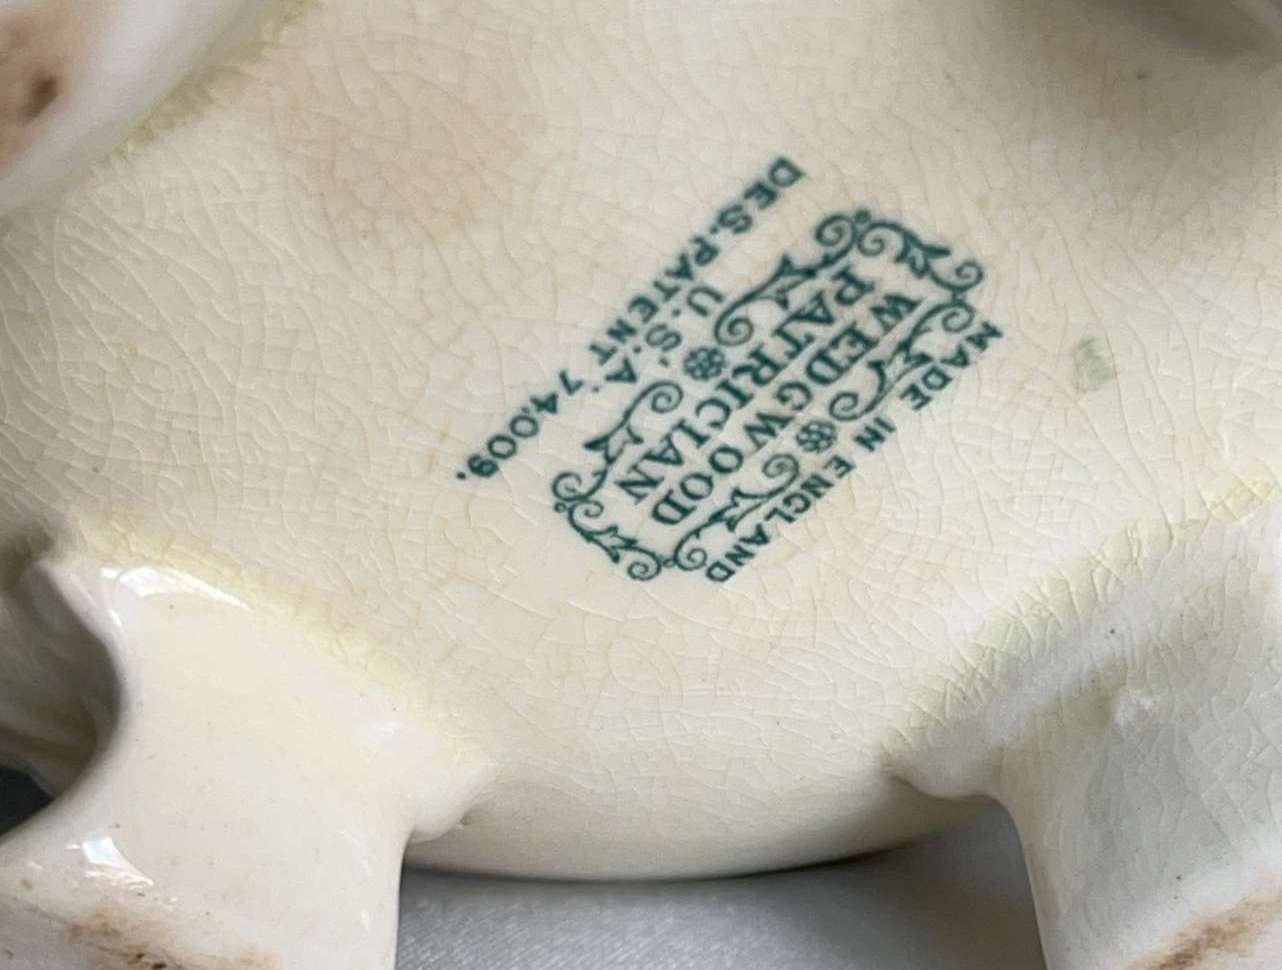 MADE IN ENGLAND
WEDGWOOD
PATRICIAN
U.S.A.
DES. PATENT 74.009.